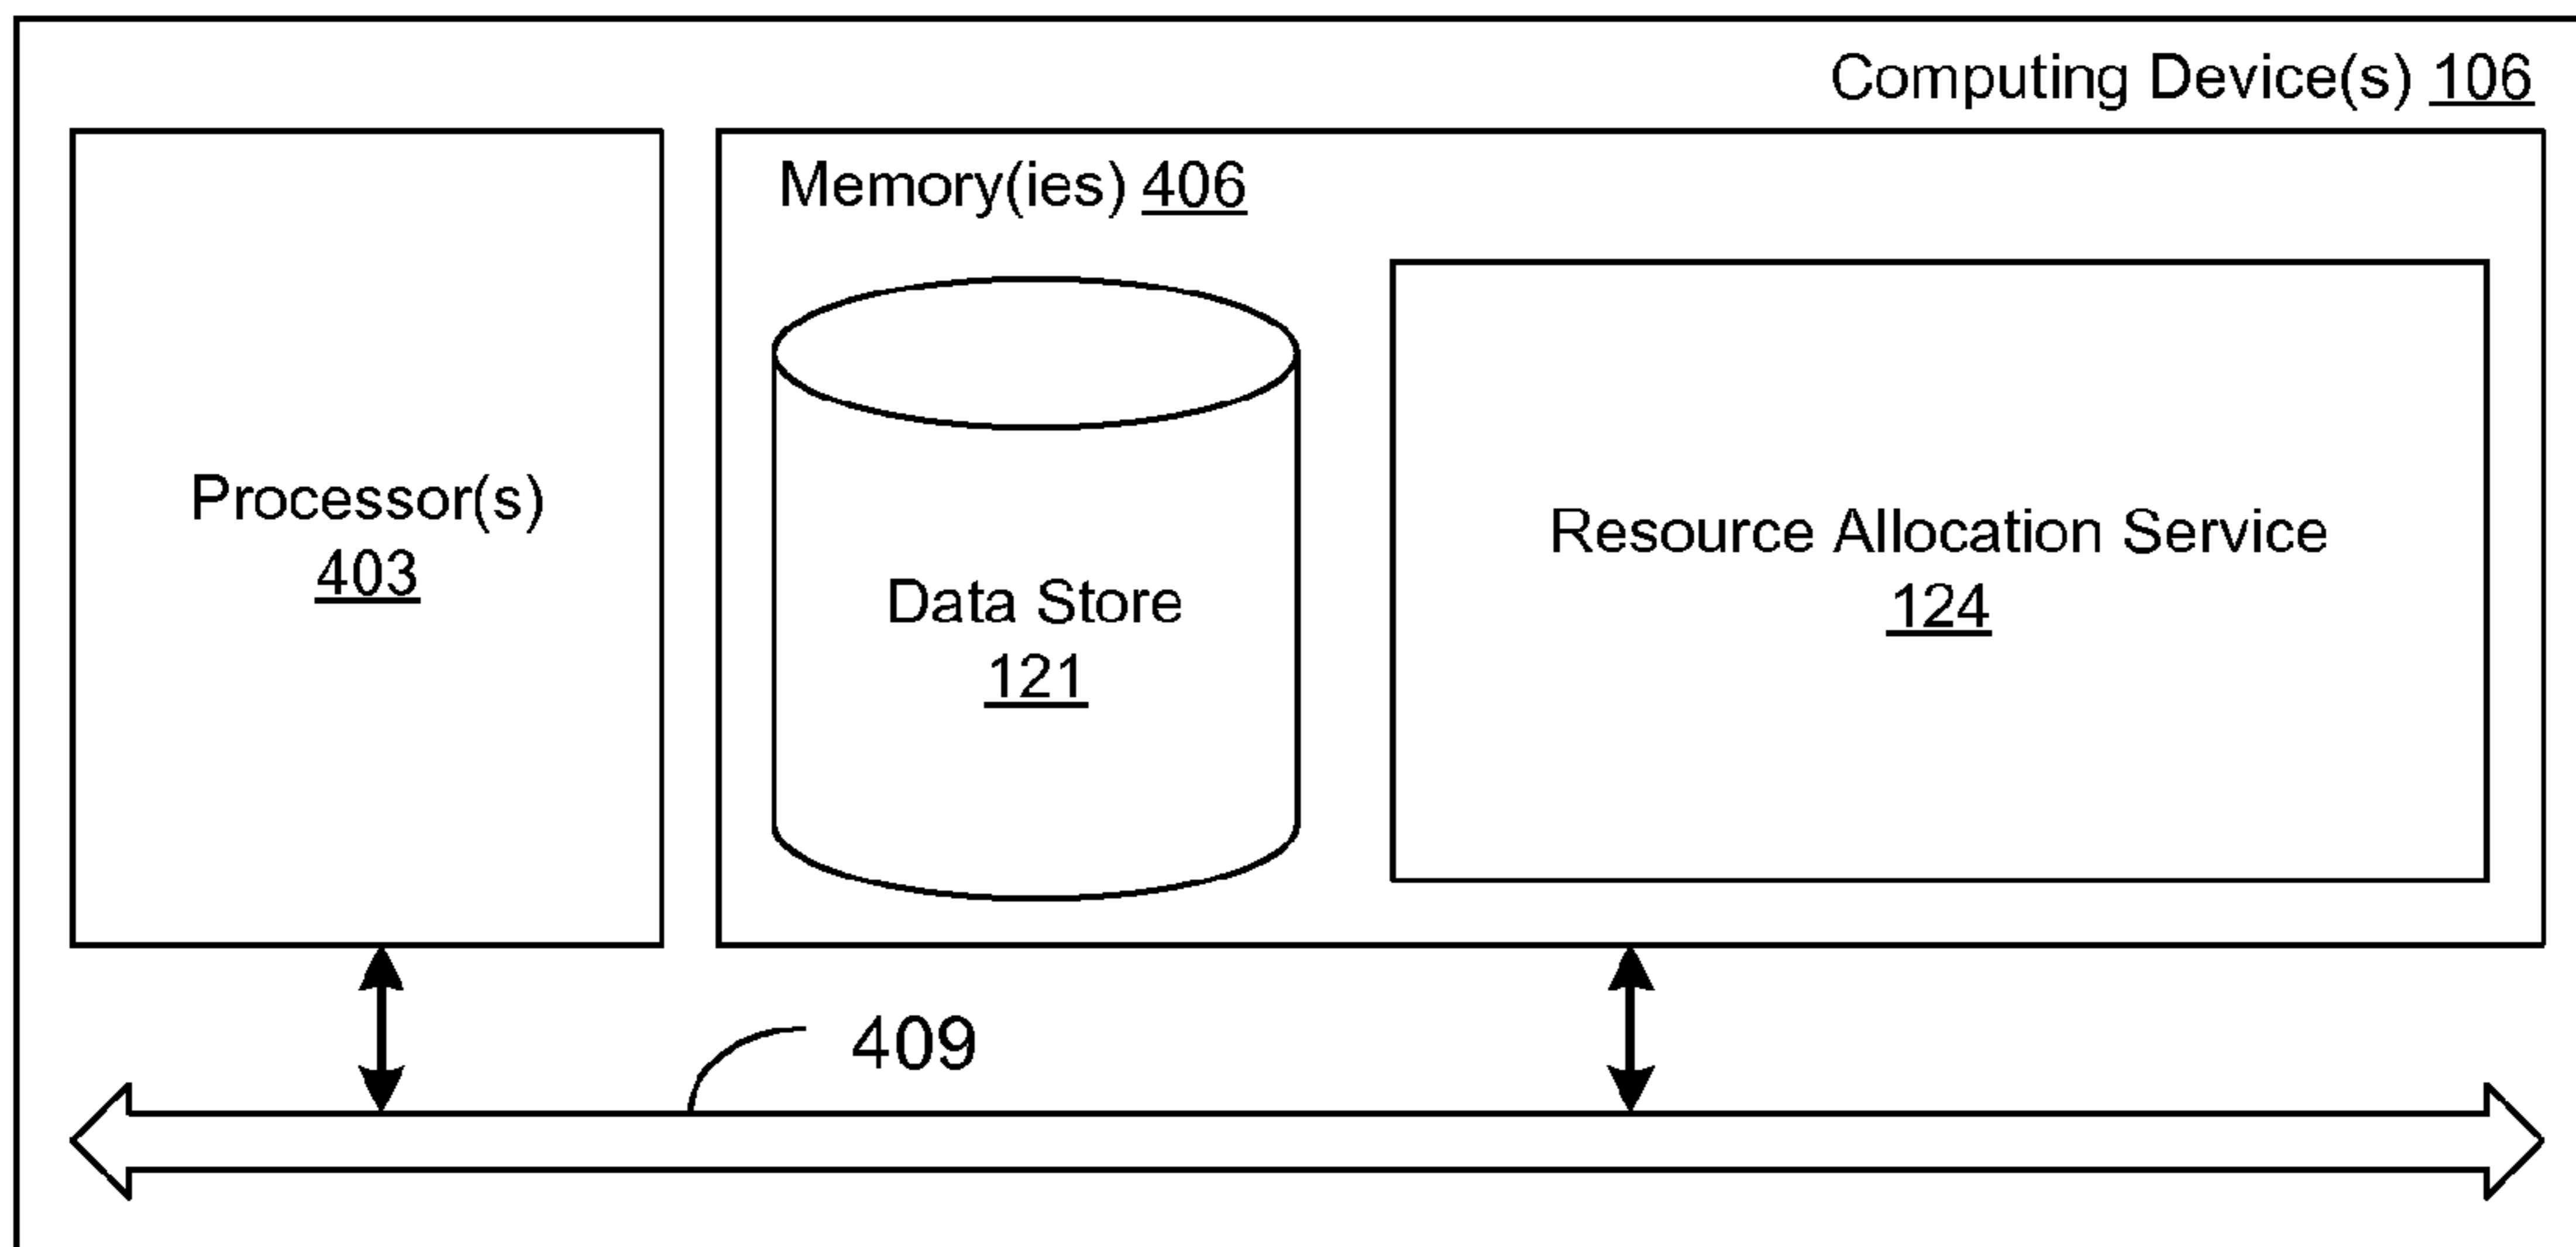 Computing Device(s) 106
Memory(ies) 406
Processor(s)
403
Data Store
121
Resource Allocation Service
124
409